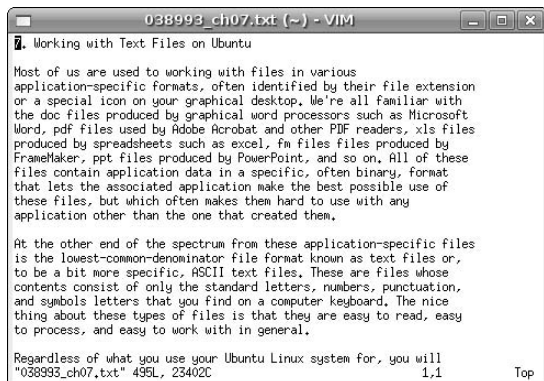 038993_ch07.txt (~) - VIM
7. Working with Text Files on Ubuntu
Most of us are used to working with files in various
application-specific formats, often identified by their file extension
or a special icon on your graphical desktop. We're all familiar with
the doc files produced by graphical word processors such as Microsoft
Word, pdf files used by Adobe Acrobat and other PDF readers, xls files
produced by spreadsheets such as excel, fm files files produced by
FrameMaker, ppt files produced by PowerPoint, and so on. All of these
files contain application data in a specific, often binary, format
that lets the associated application make the best possible use of
these files, but which often makes them hard to use with any
application other than the one that created them.
At the other end of the spectrum from these application-specific files
is the lowest-common-denominator file format known as text files or,
to be a bit more specific, ASCII text files. These are files whose
contents consist of only the standard letters, numbers, punctuation,
and symbols letters that you find on a computer keyboard. The nice
thing about these types of files is that they are easy to read, easy
to process, and easy to work with in general.
Regardless of what you use your Ubuntu Linux system for, you will
"038993_ch07.txt" 495L, 23402C 1,1 Top